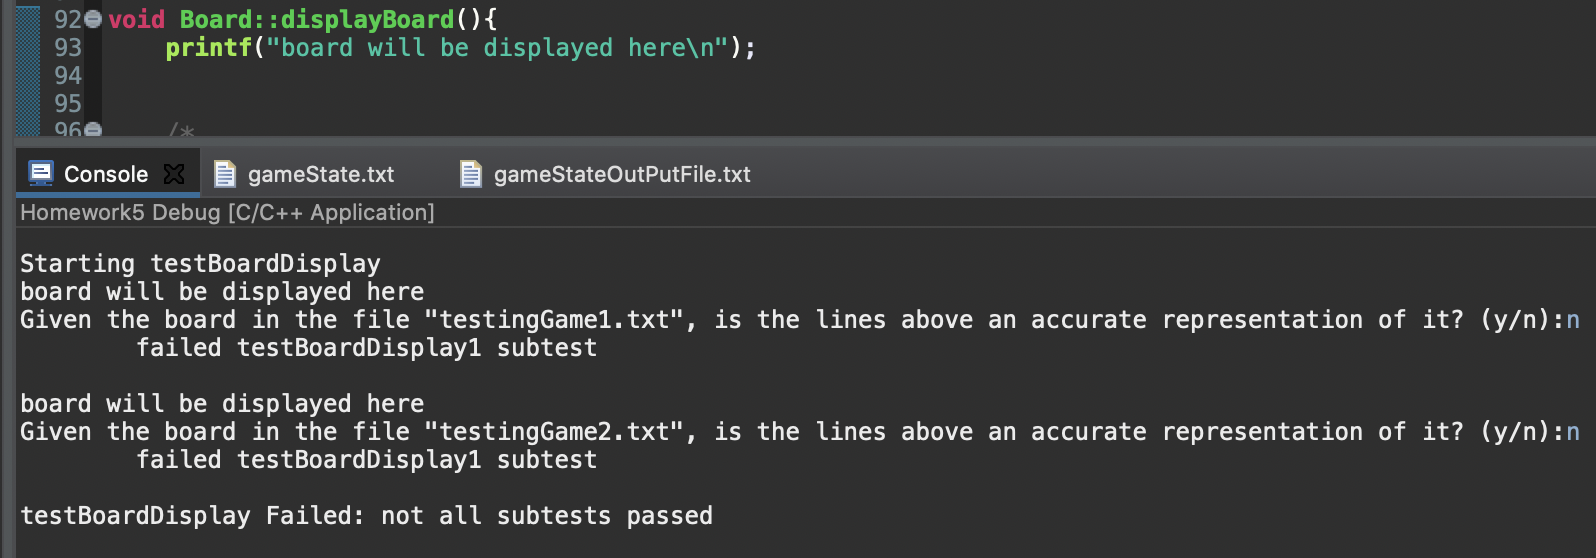 92 void Board::displayBoard(){
93 printf("board will be displayed here\n");
94
95
96 /*
Console gameState.txt gameStateOutPutFile.txt
Homework5 Debug [C/C++ Application]
Starting testBoardDisplay
board will be displayed here
Given the board in the file "testingGame1.txt", is the lines above an accurate representation of it? (y/n):n
failed testBoardDisplay1 subtest
board will be displayed here
Given the board in the file "testingGame2.txt", is the lines above an accurate representation of it? (y/n):n
failed testBoardDisplay1 subtest
testBoardDisplay Failed: not all subtests passed